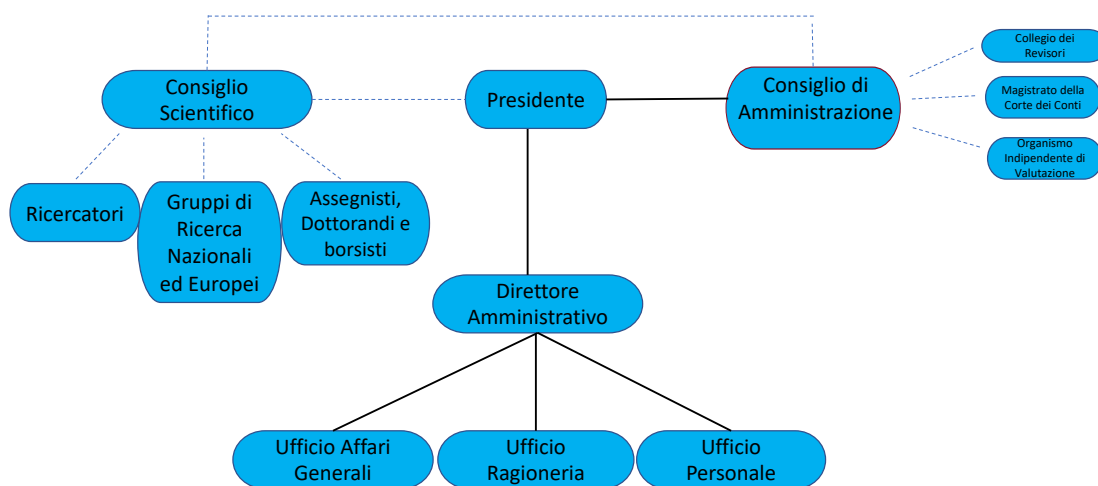 Collegio dei
Revisori
Consiglio
Scientifico
Presidente
Consiglio di
Amministrazione
Magistrato della
Corte dei Conti
Organismo
Indipendente di
Valutazione
Ricercatori
Gruppi di
Ricerca
Nazionali
ed Europei
Assegnisti,
Dottorandi e
borsisti
Direttore
Amministrativo
Ufficio Affari
Generali
Ufficio
Ragioneria
Ufficio
Personale